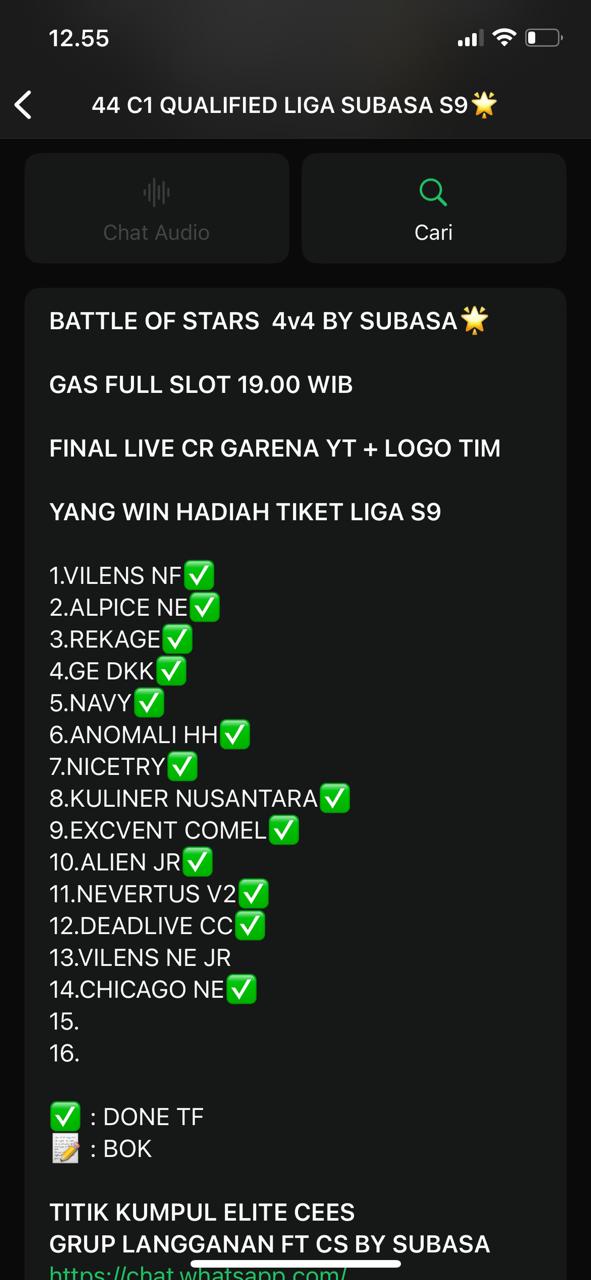 12.55
44 C1 QUALIFIED LIGA SUBASA S9🌟
Chat Audio
Cari
BATTLE OF STARS 4v4 BY SUBASA🌟
GAS FULL SLOT 19.00 WIB
FINAL LIVE CR GARENA YT + LOGO TIM
YANG WIN HADIAH TIKET LIGA S9
1.VILENS NF✅
2.ALPICE NE✅
3.REKAGE✅
4.GE DKK✅
5.NAVY✅
6.ANOMALI HH✅
7.NICETRY✅
8.KULINER NUSANTARA✅
9.EXCVENT COMEL✅
10.ALIEN JR✅
11.NEVERTUS V2✅
12.DEADLIVE CC✅
13.VILENS NE JR
14.CHICAGO NE✅
15.
16.
✅ : DONE TF
📝 : BOK
TITIK KUMPUL ELITE CEES
GRUP LANGGANAN FT CS BY SUBASA
https://chat.whatsapp.com/